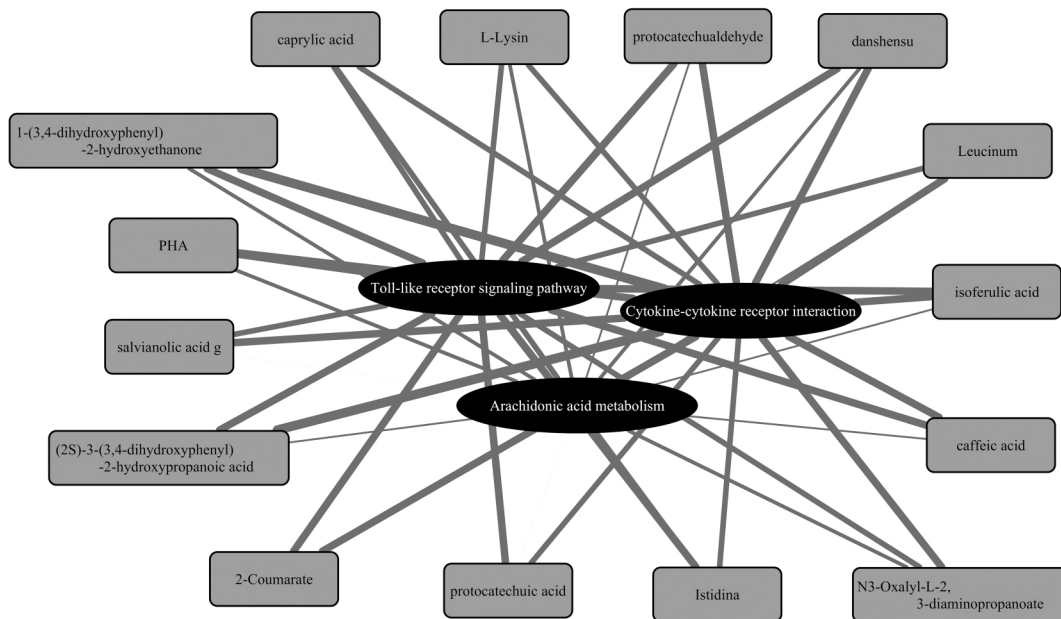 caprylic acid
L-Lysin
protocatechualdehyde
danshensu
1-(3,4-dihydroxyphenyl)
-2-hydroxyethanone
Leucinum
PHA
Toll-like receptor signaling pathway
isoferulic acid
Cytokine-cytokine receptor interaction
salvianolic acid g
Arachidonic acid metabolism
(2S)-3-(3,4-dihydroxyphenyl)
-2-hydroxypropanoic acid
caffeic acid
2-Coumarate
protocatechuic acid
Istidina
N3-Oxalyl-L-2,
3-diaminopropanoate